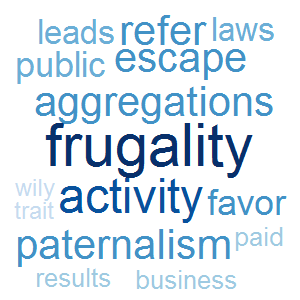 leads refer laws
public escape
aggregations
frugality
wily activity favor
trait
paternalism paid
results business